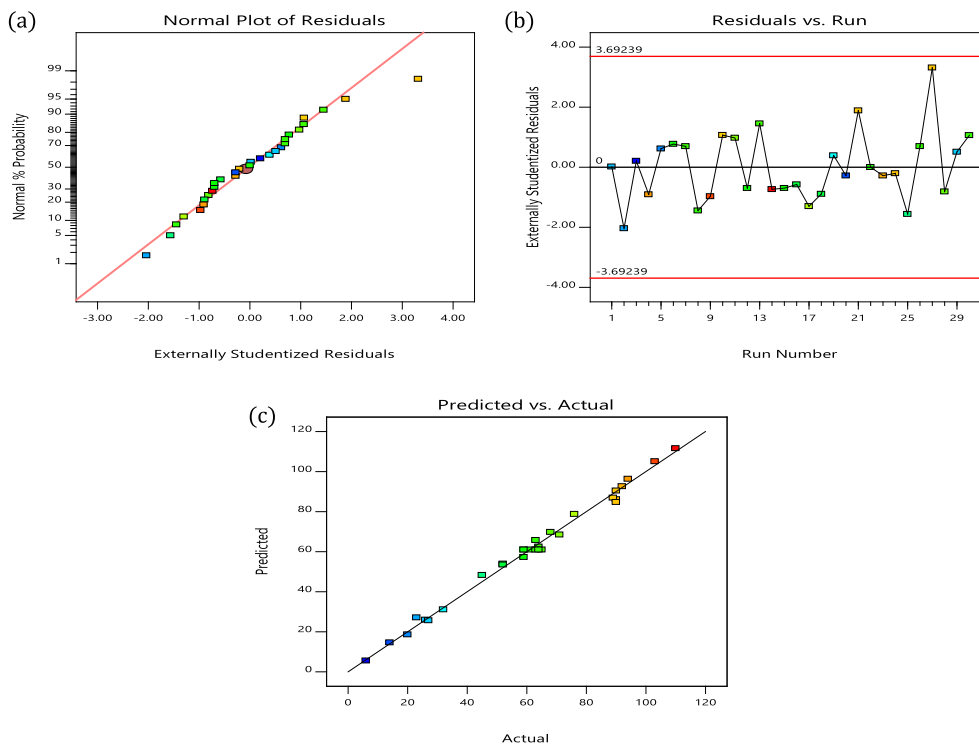 (a)
Normal Plot of Residuals
Normal % Probability
99
95
90
80
70
50
30
20
10
5
1
-3.00 -2.00 -1.00 0.00 1.00 2.00 3.00 4.00
Externally Studentized Residuals
(b)
Residuals vs. Run
Externally Studentized Residuals
4.00
3.69239
2.00
0.00
0
-2.00
-3.69239
-4.00
1 5 9 13 17 21 25 29
Run Number
(c)
Predicted vs. Actual
Predicted
120
100
80
60
40
20
0
0 20 40 60 80 100 120
Actual